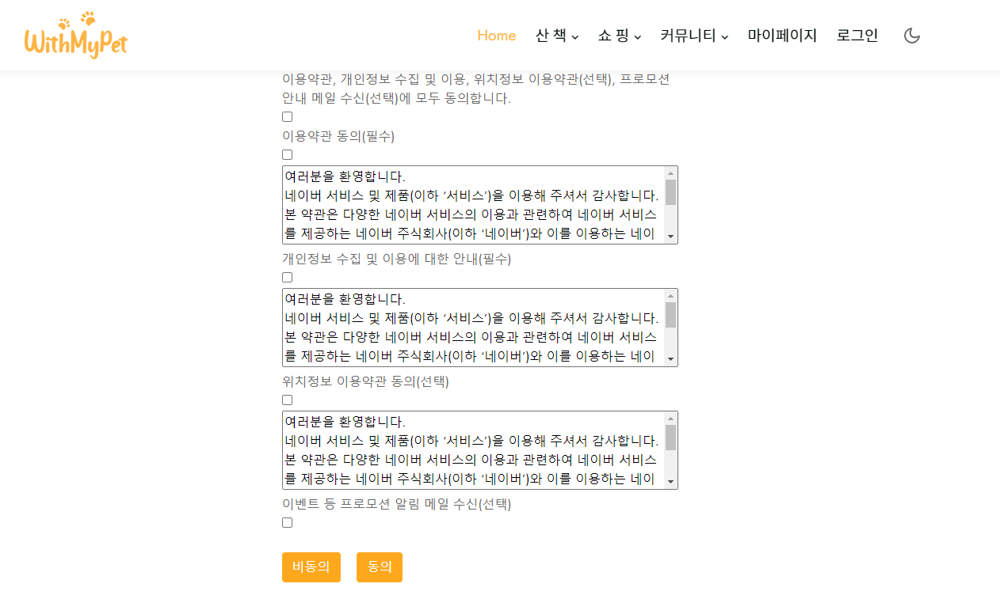 WithMyPet
Home 산 책 쇼 핑 커뮤니티 마이페이지 로그인
이용약관, 개인정보 수집 및 이용, 위치정보 이용약관(선택), 프로모션
안내 메일 수신(선택)에 모두 동의합니다.
이용약관 동의(필수)
여러분을 환영합니다.
네이버 서비스 및 제품(이하 ‘서비스’)을 이용해 주셔서 감사합니다.
본 약관은 다양한 네이버 서비스의 이용과 관련하여 네이버 서비스
를 제공하는 네이버 주식회사(이하 ‘네이버’)와 이를 이용하는 네이
개인정보 수집 및 이용에 대한 안내(필수)
여러분을 환영합니다.
네이버 서비스 및 제품(이하 ‘서비스’)을 이용해 주셔서 감사합니다.
본 약관은 다양한 네이버 서비스의 이용과 관련하여 네이버 서비스
를 제공하는 네이버 주식회사(이하 ‘네이버’)와 이를 이용하는 네이
위치정보 이용약관 동의(선택)
여러분을 환영합니다.
네이버 서비스 및 제품(이하 ‘서비스’)을 이용해 주셔서 감사합니다.
본 약관은 다양한 네이버 서비스의 이용과 관련하여 네이버 서비스
를 제공하는 네이버 주식회사(이하 ‘네이버’)와 이를 이용하는 네이
이벤트 등 프로모션 알림 메일 수신(선택)
비동의 동의